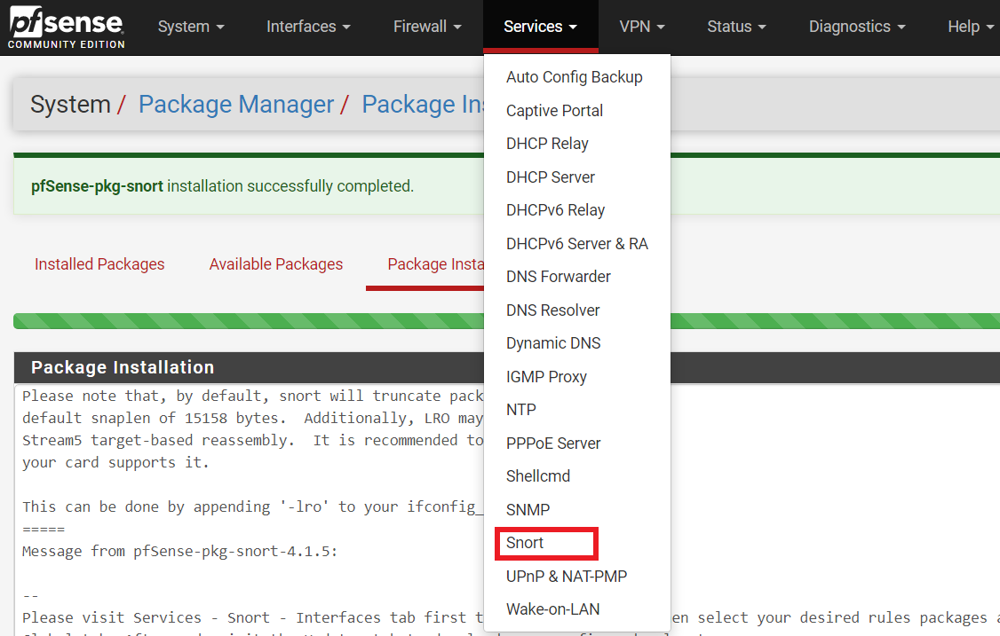 pfsense
COMMUNITY EDITION
System
Interfaces
Firewall
Services
VPN
Status
Diagnostics
Help
Auto Config Backup
Captive Portal
DHCP Relay
DHCP Server
DHCPv6 Relay
DHCPv6 Server & RA
DNS Forwarder
DNS Resolver
Dynamic DNS
IGMP Proxy
NTP
PPPoE Server
Shellcmd
SNMP
Snort
UPnP & NAT-PMP
Wake-on-LAN
System / Package Manager / Package Ins
pfSense-pkg-snort installation successfully completed.
Installed Packages
Available Packages
Package Insta
Package Installation
Please note that, by default, snort will truncate pack
default snaplen of 15158 bytes.  Additionally, LRO may
Stream5 target-based reassembly.  It is recommended to
your card supports it.
This can be done by appending '-lro' to your ifconfig_
=====
Message from pfSense-pkg-snort-4.1.5:
--
Please visit Services - Snort - Interfaces tab first t en select your desired rules packages a